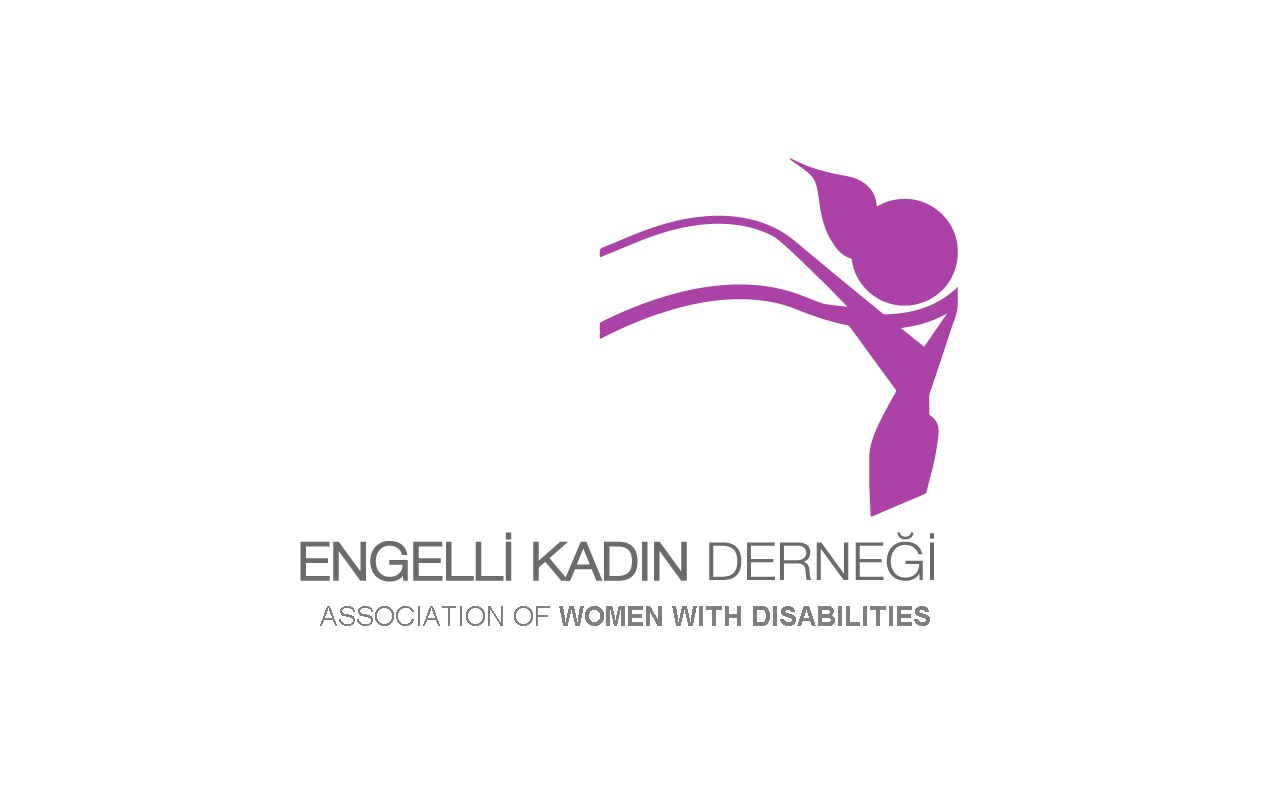 ENGELLİ KADIN DERNEĞİ
ASSOCIATION OF WOMEN WITH DISABILITIES